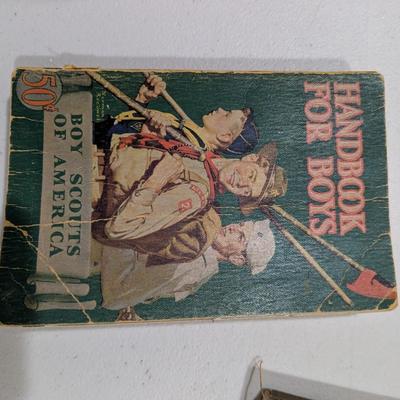 HANDBOOK
FOR BOYS
BOY SCOUTS
OF AMERICA
50¢